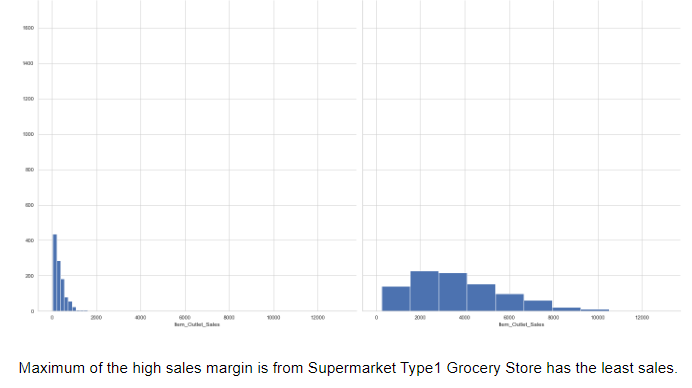 1600
1400
1200
1000
800
600
400
200
0
0 2000 4000 6000 8000 10000 12000
0 2000 4000 6000 8000 10000 12000
Item_Outlet_Sales
Item_Outlet_Sales
Maximum of the high sales margin is from Supermarket Type1 Grocery Store has the least sales.